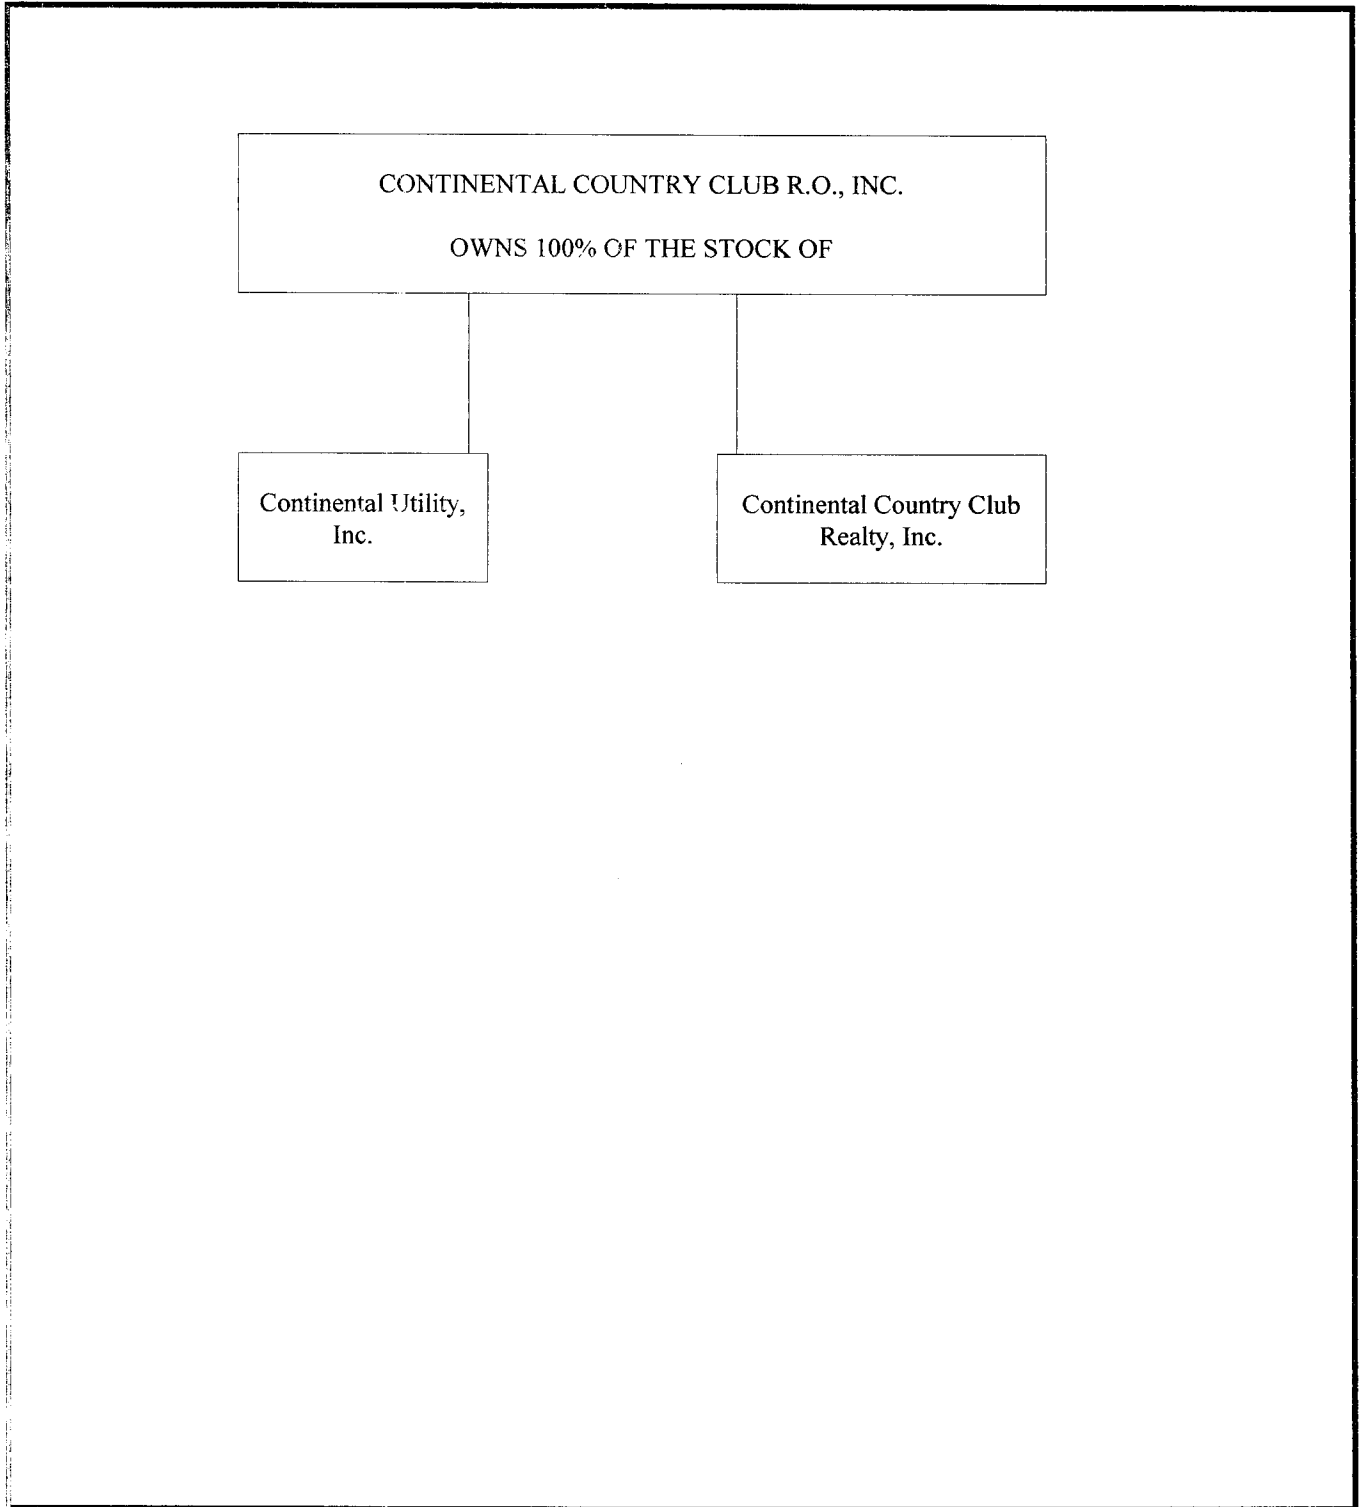 CONTINENTAL COUNTRY CLUB R.O., INC.
OWNS 100% OF THE STOCK OF
Continental Utility,
Inc.
Continental Country Club
Realty, Inc.